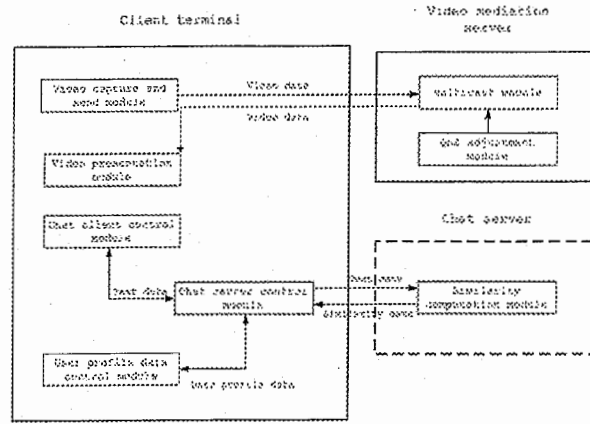 Client terminal
Video mediation
server
Video capture and
send module
Video data
Multicast module
Video data
QoS adjustment
module
Video presentation
module
Chat client control
module
Chat server
Text data
Chat server control
module
Text data
Similarity
computation module
Similarity data
User profile data
control module
User profile data